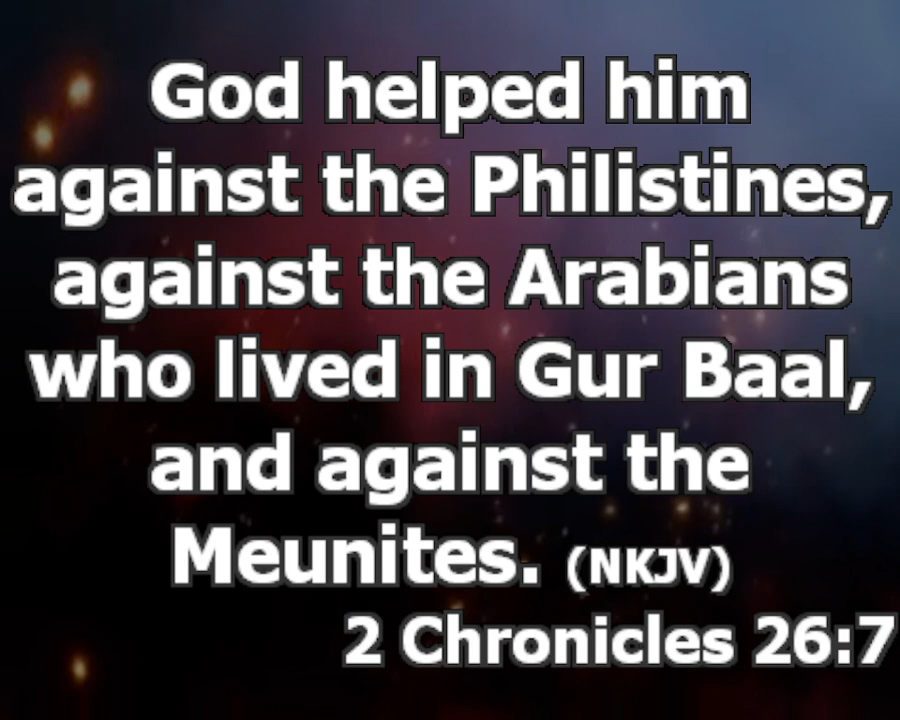 God helped him
against the Philistines,
against the Arabians
who lived in Gur Baal,
and against the
Meunites. (NKJV)
2 Chronicles 26:7